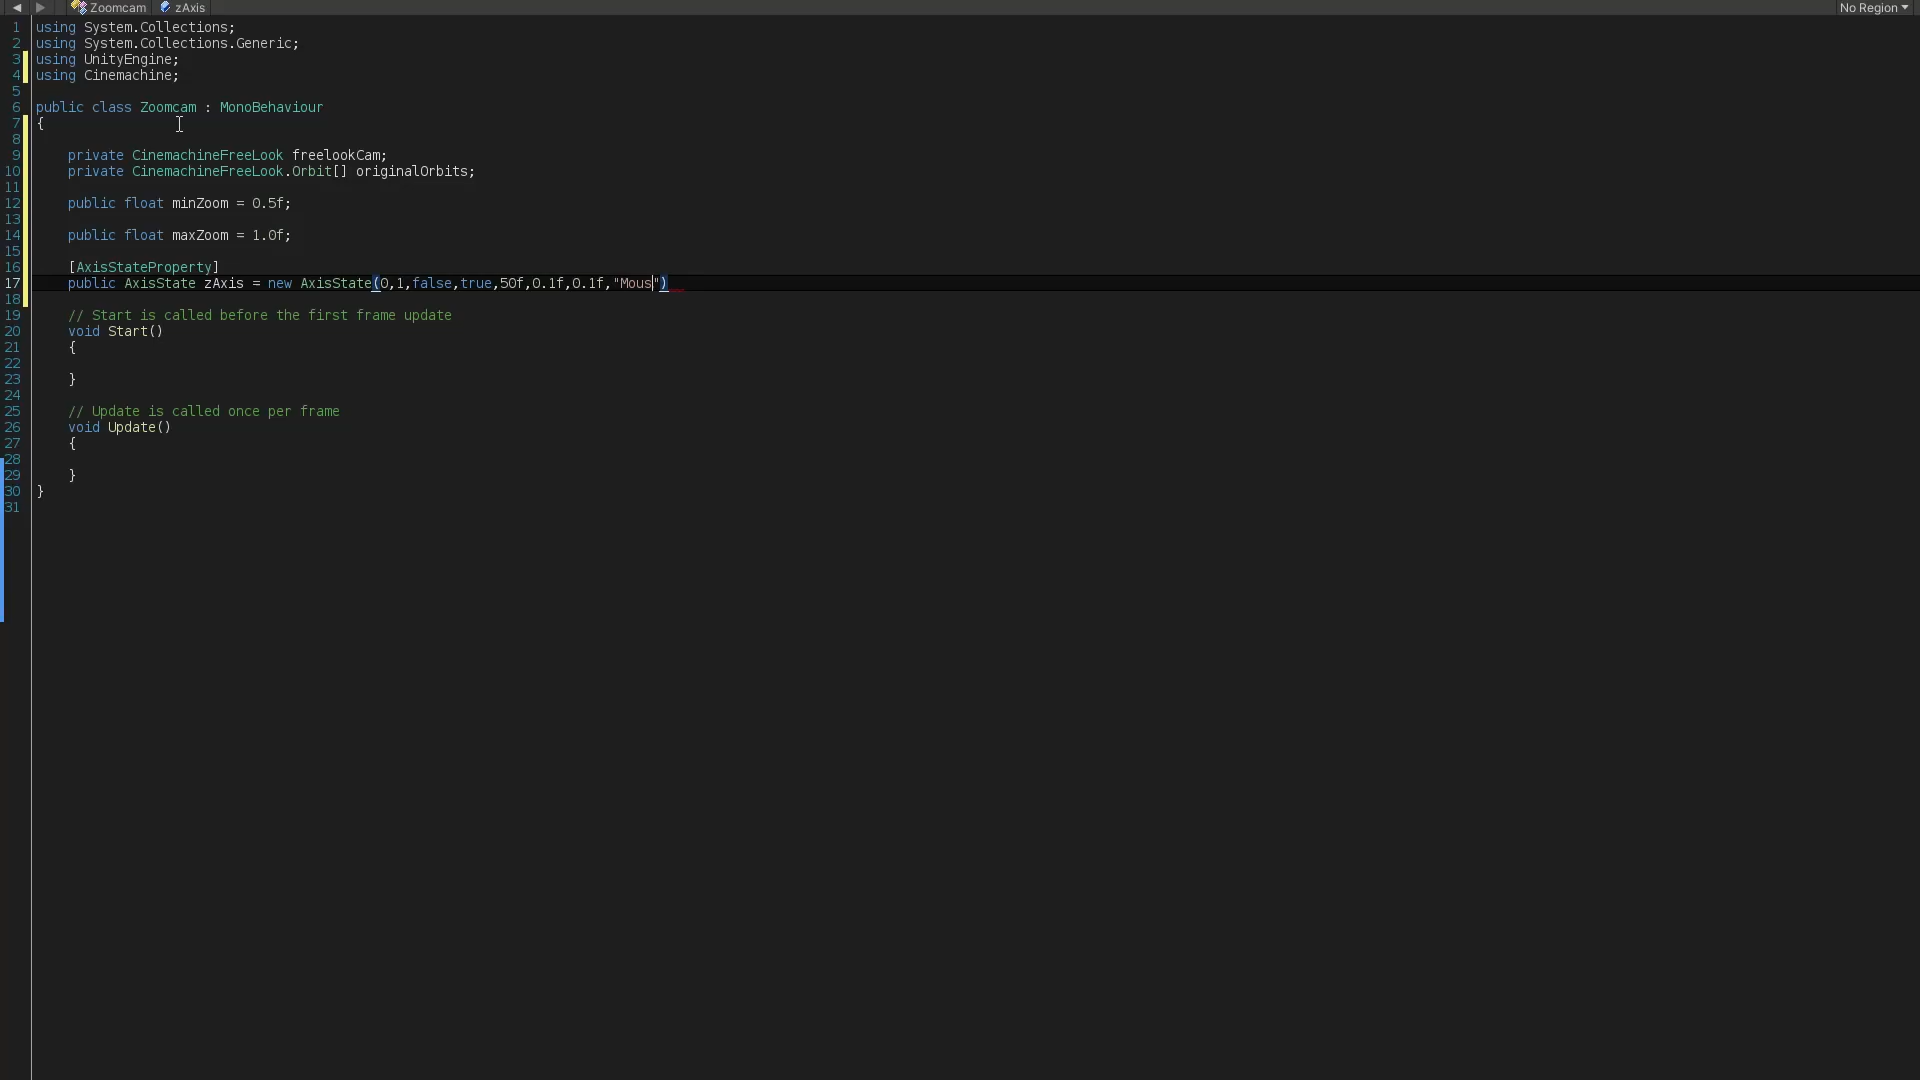 Zoomcam zAxis No Region
1 using System.Collections;
2 using System.Collections.Generic;
3 using UnityEngine;
4 using Cinemachine;
5
6 public class Zoomcam : MonoBehaviour
7 {
8
9 private CinemachineFreeLook freelookCam;
10 private CinemachineFreeLook.Orbit[] originalOrbits;
11
12 public float minZoom = 0.5f;
13
14 public float maxZoom = 1.0f;
15
16 [AxisStateProperty]
17 public AxisState zAxis = new AxisState(0,1,false,true,50f,0.1f,0.1f,"Mous")
18
19 // Start is called before the first frame update
20 void Start()
21 {
22
23 }
24
25 // Update is called once per frame
26 void Update()
27 {
28
29 }
30 }
31